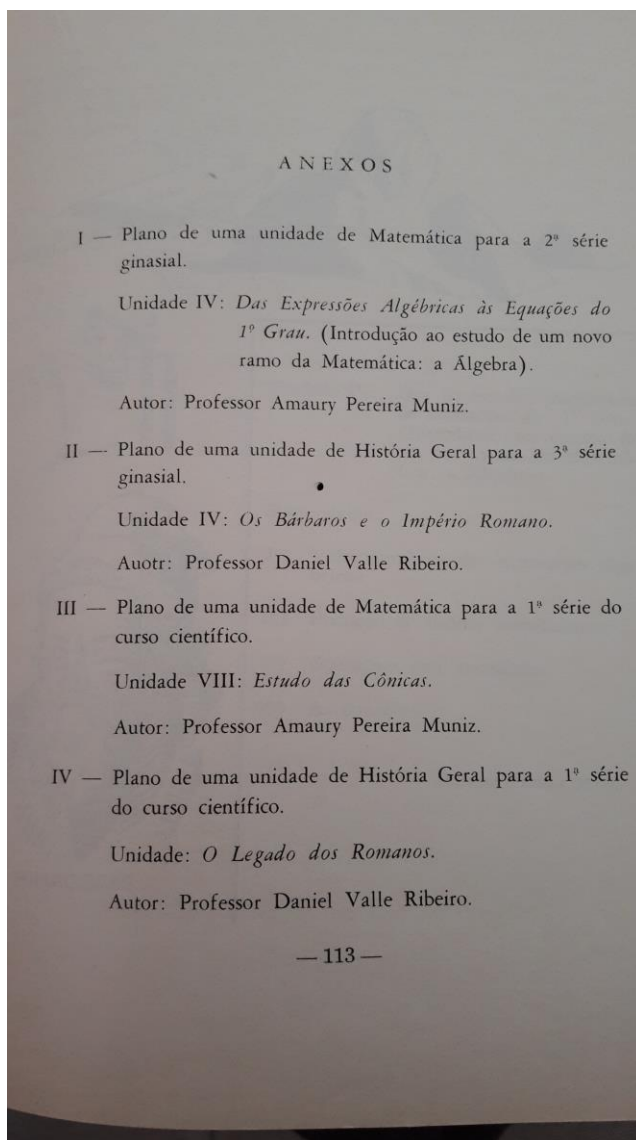 ANEXOS
I — Plano de uma unidade de Matemática para a 2ª série
ginasial.
Unidade IV: Das Expressões Algébricas às Equações do
1º Grau. (Introdução ao estudo de um novo
ramo da Matemática: a Álgebra).
Autor: Professor Amaury Pereira Muniz.
II — Plano de uma unidade de História Geral para a 3ª série
ginasial.
Unidade IV: Os Bárbaros e o Império Romano.
Auotr: Professor Daniel Valle Ribeiro.
III — Plano de uma unidade de Matemática para a 1ª série do
curso científico.
Unidade VIII: Estudo das Cônicas.
Autor: Professor Amaury Pereira Muniz.
IV — Plano de uma unidade de História Geral para a 1ª série
do curso científico.
Unidade: O Legado dos Romanos.
Autor: Professor Daniel Valle Ribeiro.
— 113 —